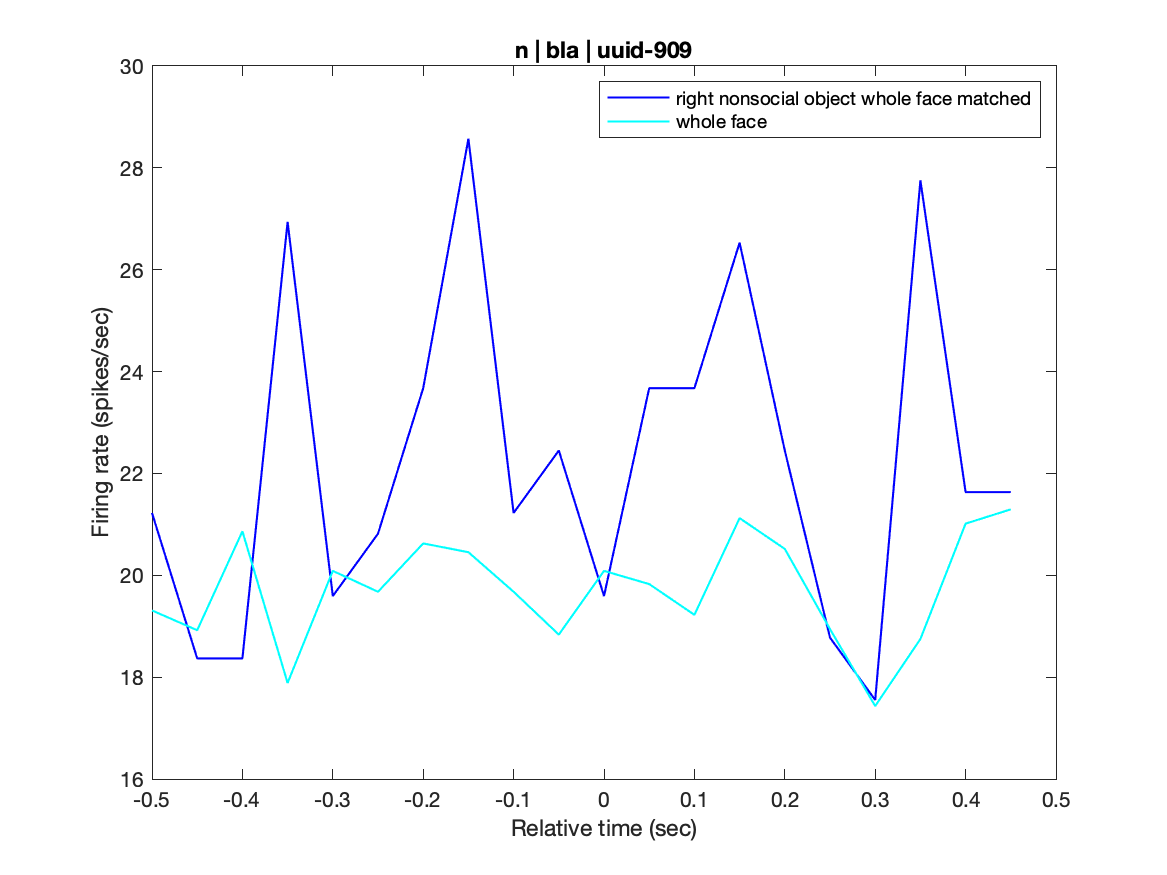 n | bla | uuid-909
30
right nonsocial object whole face matched
whole face
28
26
24
22
20
18
16
Firing rate (spikes/sec)
-0.5 -0.4 -0.3 -0.2 -0.1 0 0.1 0.2 0.3 0.4 0.5
Relative time (sec)